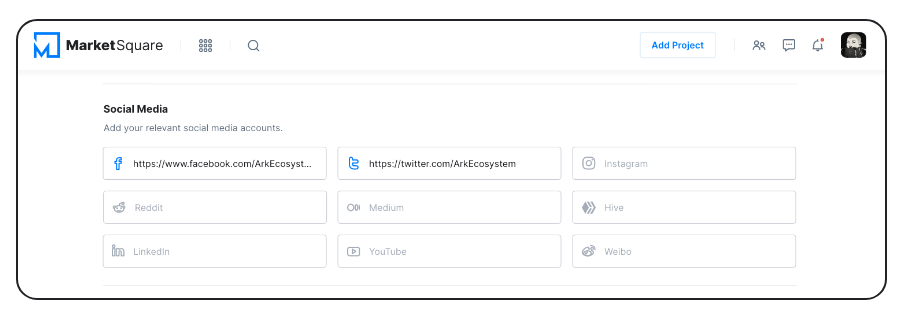 MarketSquare
Add Project
Social Media
Add your relevant social media accounts.
https://www.facebook.com/ArkEcosyst...
https://twitter.com/ArkEcosystem
Instagram
Reddit
Medium
Hive
LinkedIn
YouTube
Weibo